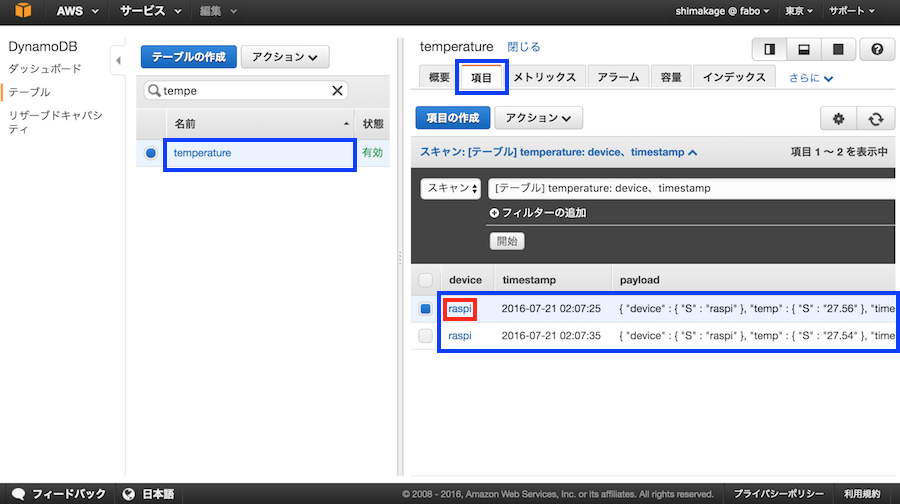 AWS サービス 編集 shimakage @ fabo 東京 サポート
DynamoDB
ダッシュボード
テーブル
リザーブドキャパシ
ティ
テーブルの作成 アクション
tempe
名前 状態
temperature 有効
temperature 閉じる
概要 項目 メトリックス アラーム 容量 インデックス さらに
項目の作成 アクション
スキャン: [テーブル] temperature: device、timestamp 項目 1 ～ 2 を表示中
スキャン [テーブル] temperature: device、timestamp
フィルターの追加
開始
device timestamp payload
raspi 2016-07-21 02:07:25 { "device" : { "S" : "raspi" }, "temp" : { "S" : "27.56" }, "time
raspi 2016-07-21 02:07:35 { "device" : { "S" : "raspi" }, "temp" : { "S" : "27.54" }, "time
フィードバック 日本語 © 2008 - 2016, Amazon Web Services, Inc. or its affiliates. All rights reserved. プライバシーポリシー 利用規約